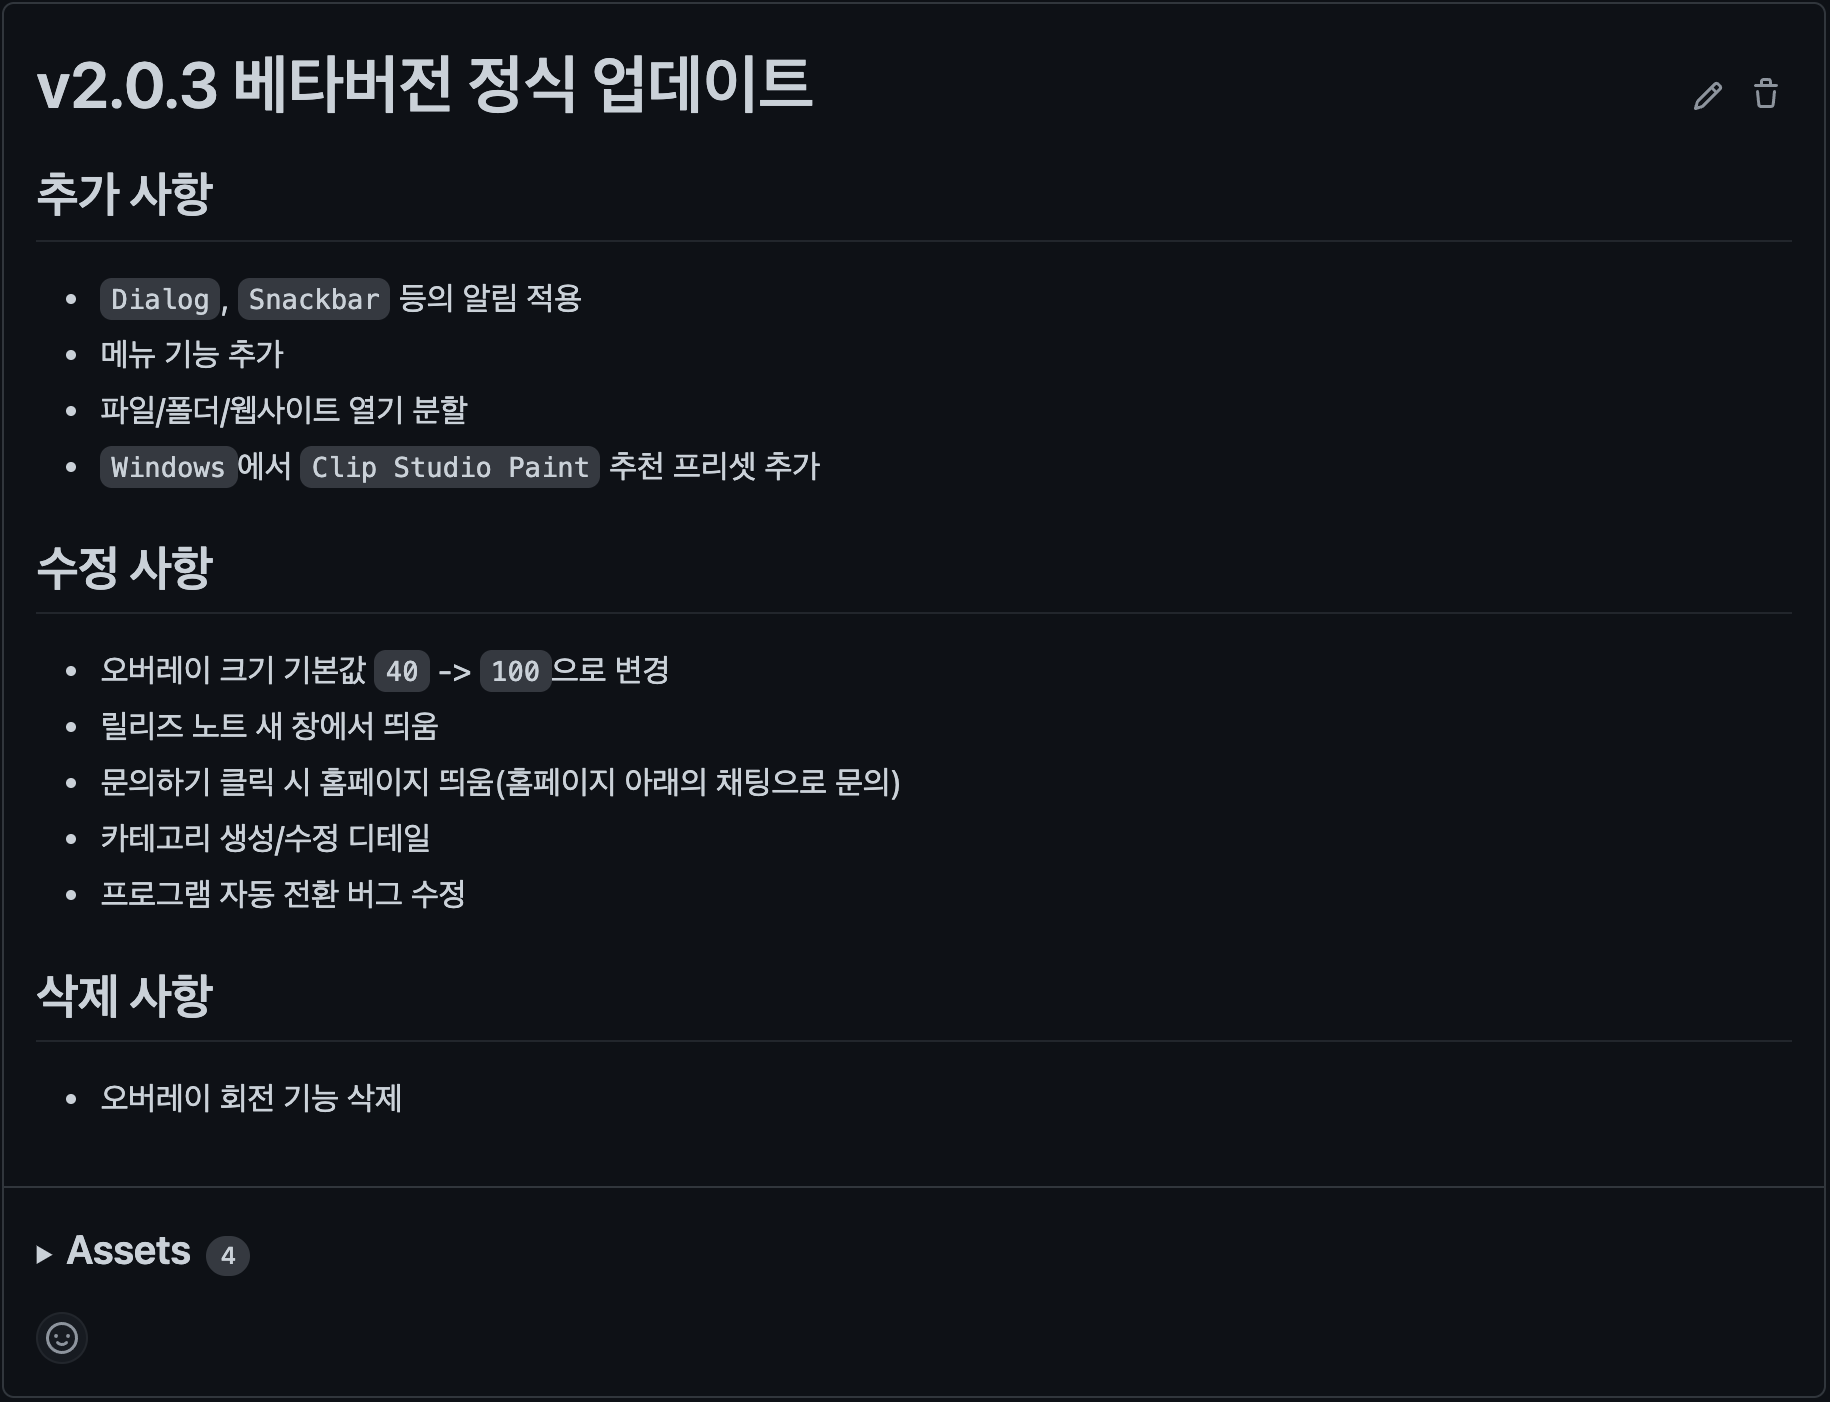 v2.0.3 베타버전 정식 업데이트
추가 사항
Dialog, Snackbar 등의 알림 적용
메뉴 기능 추가
파일/폴더/웹사이트 열기 분할
Windows에서 Clip Studio Paint 추천 프리셋 추가
수정 사항
오버레이 크기 기본값 40 -> 100으로 변경
릴리즈 노트 새 창에서 띄움
문의하기 클릭 시 홈페이지 띄움(홈페이지 아래의 채팅으로 문의)
카테고리 생성/수정 디테일
프로그램 자동 전환 버그 수정
삭제 사항
오버레이 회전 기능 삭제
Assets 4